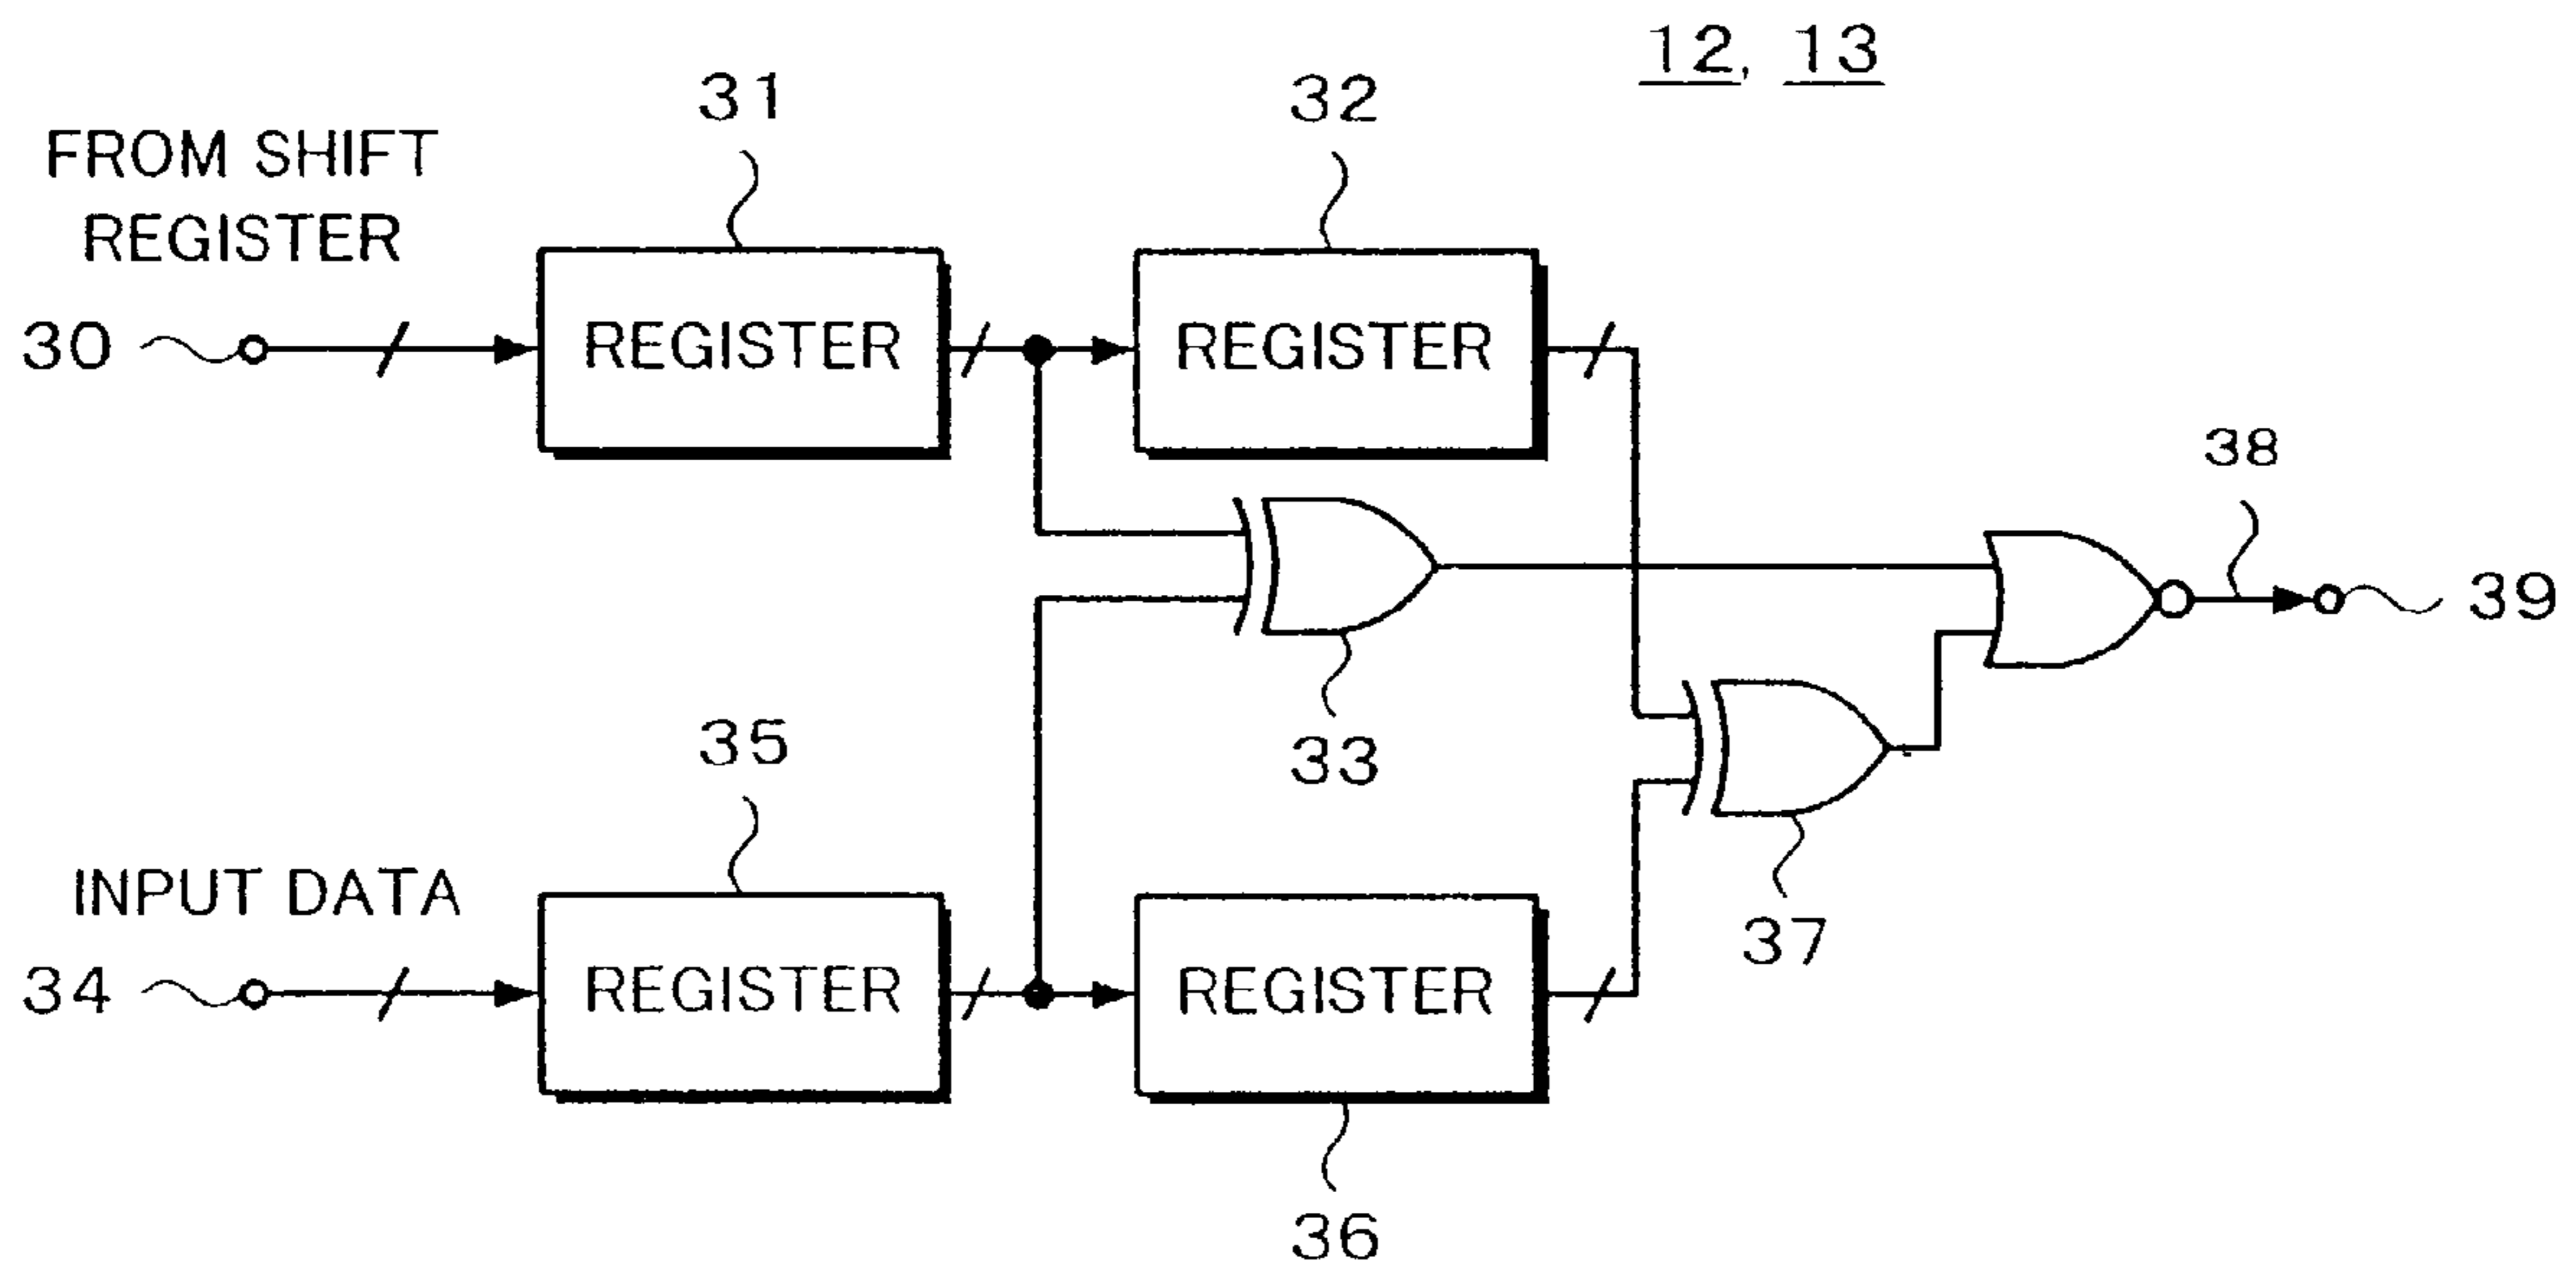 12, 13
31
32
FROM SHIFT
REGISTER
30
REGISTER
REGISTER
38
39
33
35
37
INPUT DATA
34
REGISTER
REGISTER
36